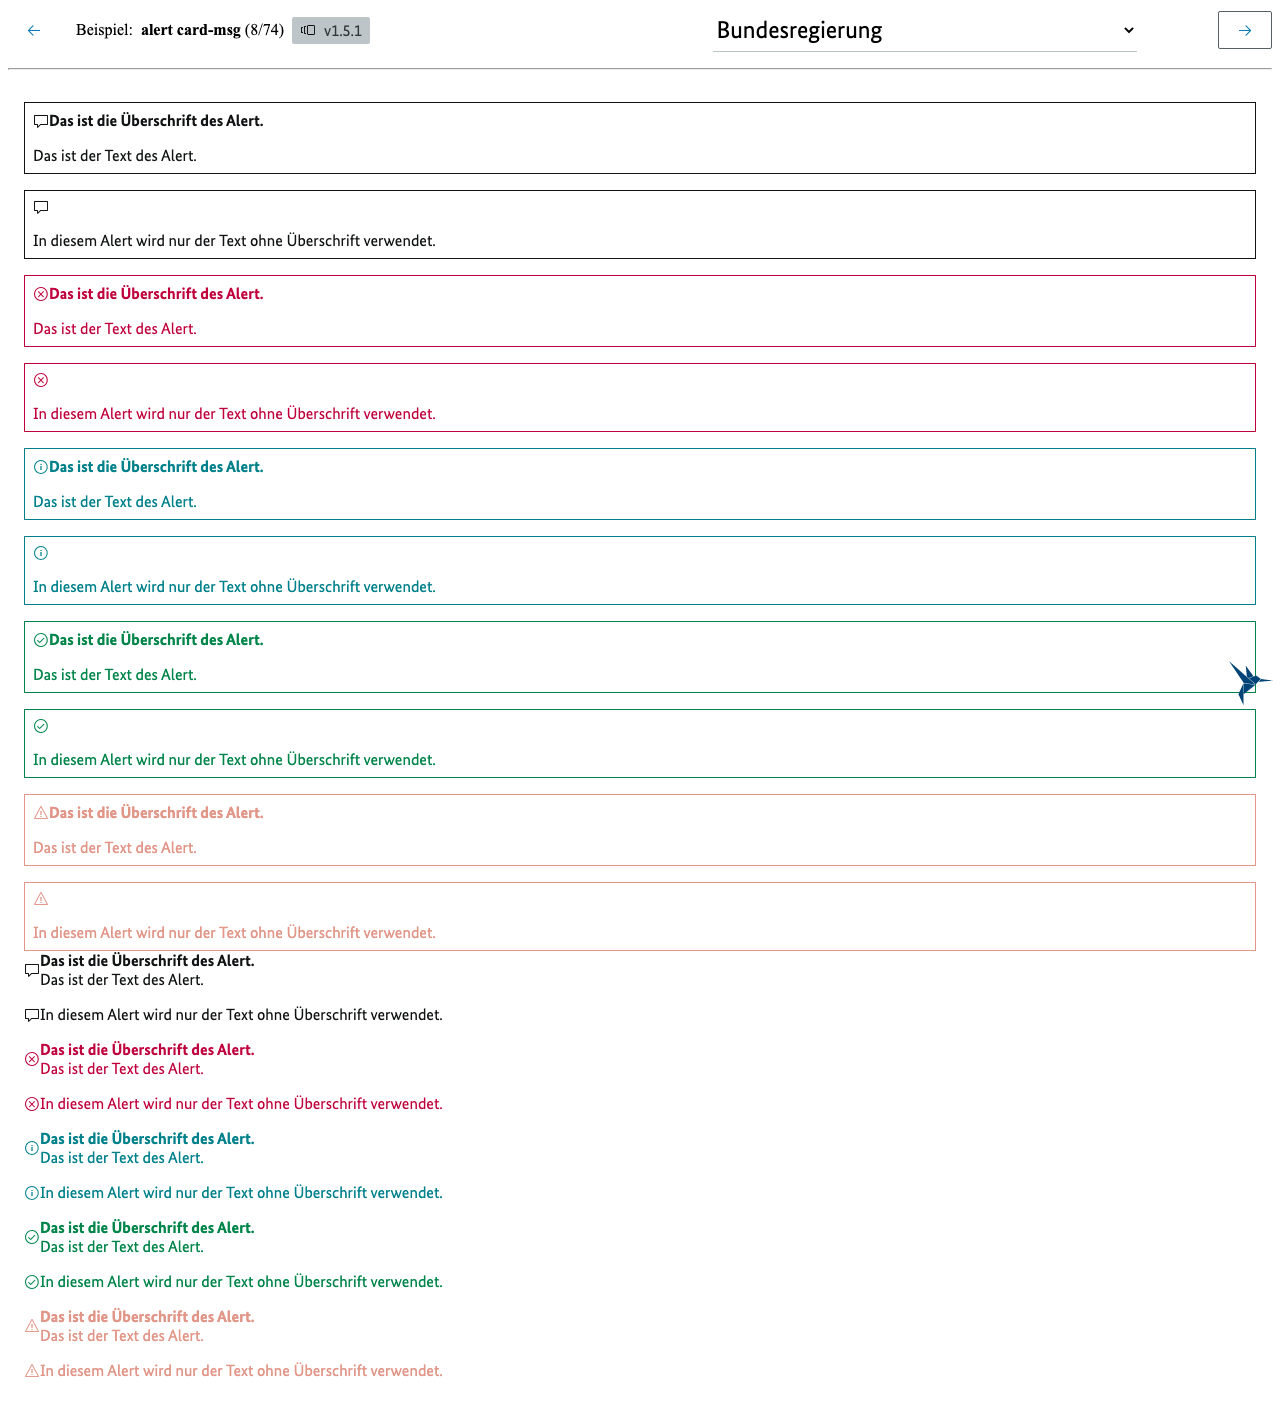 Beispiel: alert card-msg (8/74) v1.5.1 Bundesregierung
Das ist die Überschrift des Alert.
Das ist der Text des Alert.
In diesem Alert wird nur der Text ohne Überschrift verwendet.
Das ist die Überschrift des Alert.
Das ist der Text des Alert.
In diesem Alert wird nur der Text ohne Überschrift verwendet.
Das ist die Überschrift des Alert.
Das ist der Text des Alert.
In diesem Alert wird nur der Text ohne Überschrift verwendet.
Das ist die Überschrift des Alert.
Das ist der Text des Alert.
In diesem Alert wird nur der Text ohne Überschrift verwendet.
Das ist die Überschrift des Alert.
Das ist der Text des Alert.
In diesem Alert wird nur der Text ohne Überschrift verwendet.
Das ist die Überschrift des Alert.
Das ist der Text des Alert.
In diesem Alert wird nur der Text ohne Überschrift verwendet.
Das ist die Überschrift des Alert.
Das ist der Text des Alert.
In diesem Alert wird nur der Text ohne Überschrift verwendet.
Das ist die Überschrift des Alert.
Das ist der Text des Alert.
In diesem Alert wird nur der Text ohne Überschrift verwendet.
Das ist die Überschrift des Alert.
Das ist der Text des Alert.
In diesem Alert wird nur der Text ohne Überschrift verwendet.
Das ist die Überschrift des Alert.
Das ist der Text des Alert.
In diesem Alert wird nur der Text ohne Überschrift verwendet.